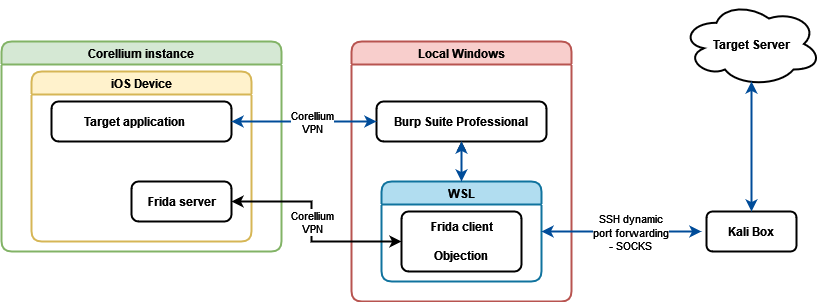 Corellium instance
iOS Device
Target application
Frida server
Corellium
VPN
Corellium
VPN
Local Windows
Burp Suite Professional
WSL
Frida client
Objection
SSH dynamic
port forwarding
- SOCKS
Target Server
Kali Box